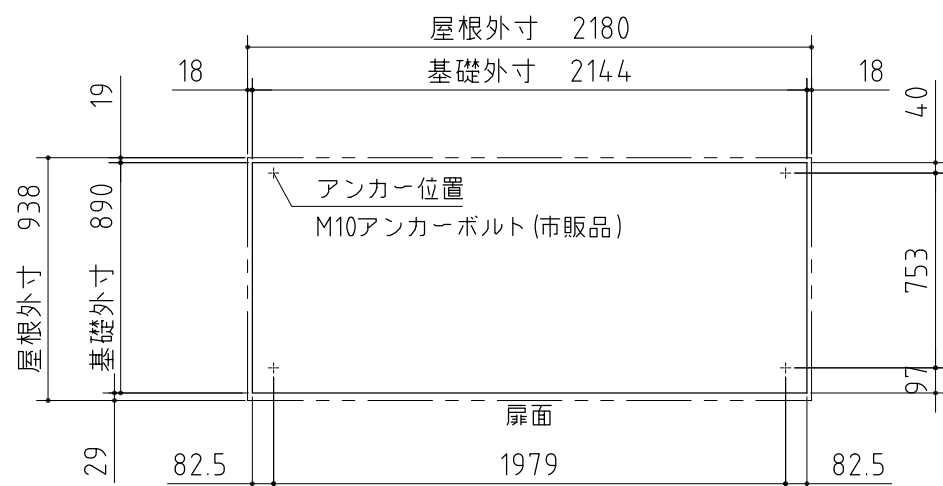 屋根外寸 2180
18 基礎外寸 2144 18
19
40
屋根外寸 938
基礎外寸 890
アンカー位置
M10アンカーボルト(市販品)
753
97
扉面
29
82.5 1979 82.5